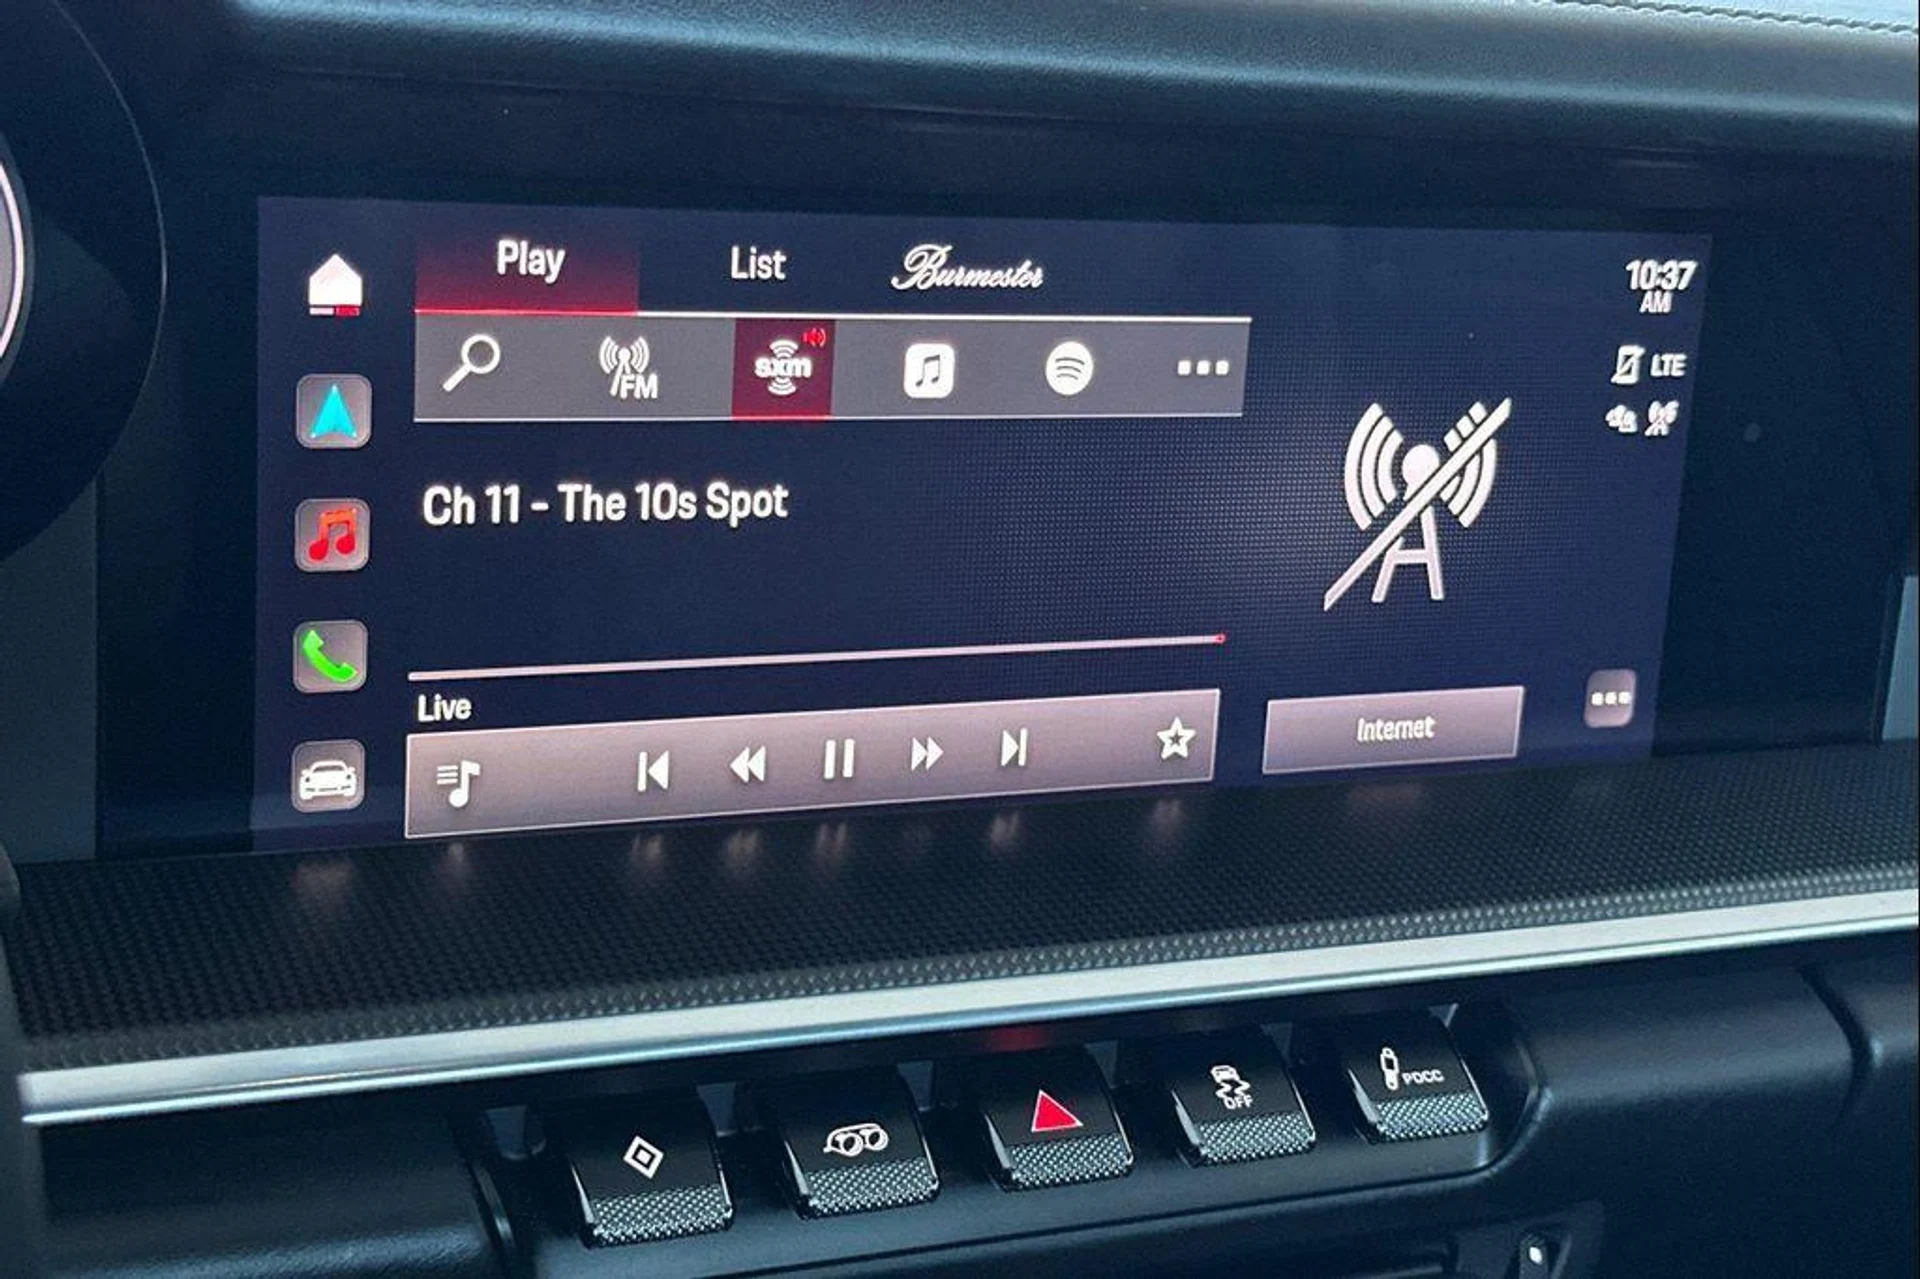 Play List Burmester
10:37
AM
FM sxm
LTE
Ch 11 - The 10s Spot
Live
Internet
OFF
PDCC